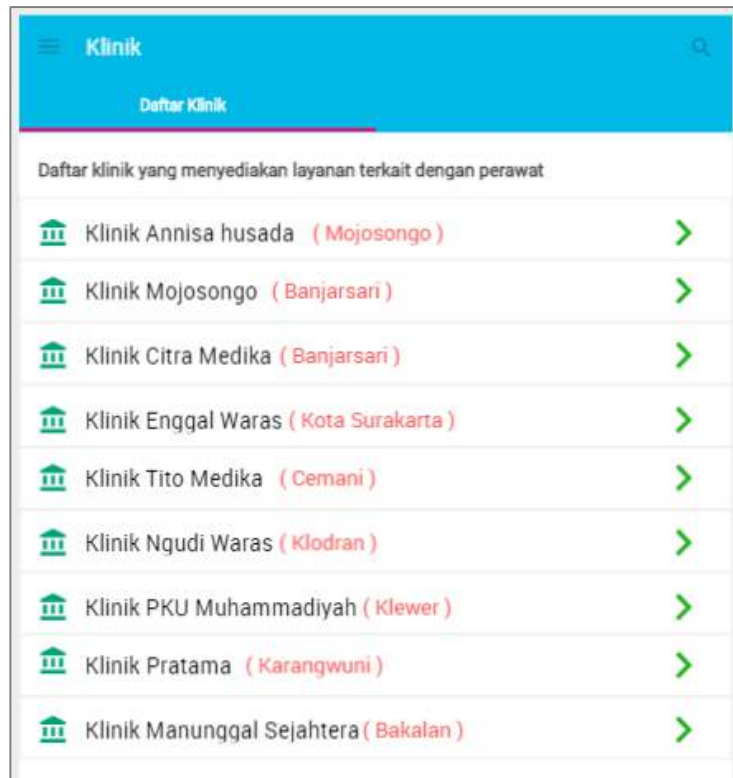 Klinik
Daftar Klinik
Daftar klinik yang menyediakan layanan terkait dengan perawat
Klinik Annisa husada ( Mojosongo )
Klinik Mojosongo ( Banjarsari )
Klinik Citra Medika ( Banjarsari )
Klinik Enggal Waras ( Kota Surakarta )
Klinik Tito Medika ( Cemani )
Klinik Ngudi Waras ( Klodran )
Klinik PKU Muhammadiyah ( Klewer )
Klinik Pratama ( Karangwuni )
Klinik Manunggal Sejahtera ( Bakalan )